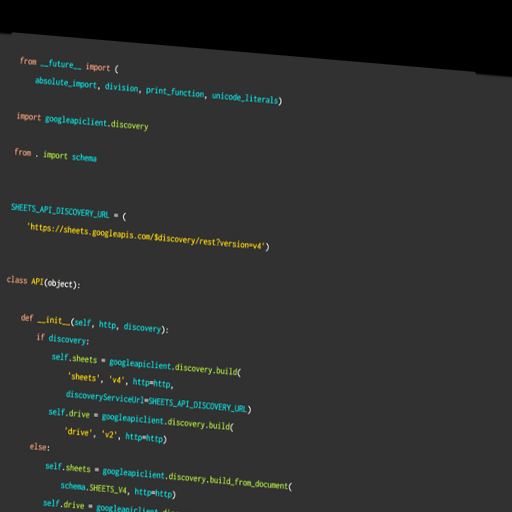 from __future__ import (
    absolute_import, division, print_function, unicode_literals)
import googleapiclient.discovery
from . import schema
SHEETS_API_DISCOVERY_URL = (
    'https://sheets.googleapis.com/$discovery/rest?version=v4')
class API(object):
    def __init__(self, http, discovery):
        if discovery:
            self.sheets = googleapiclient.discovery.build(
                'sheets', 'v4', http=http,
                discoveryServiceUrl=SHEETS_API_DISCOVERY_URL)
            self.drive = googleapiclient.discovery.build(
                'drive', 'v2', http=http)
        else:
            self.sheets = googleapiclient.discovery.build_from_document(
                schema.SHEETS_V4, http=http)
            self.drive = googleapiclient